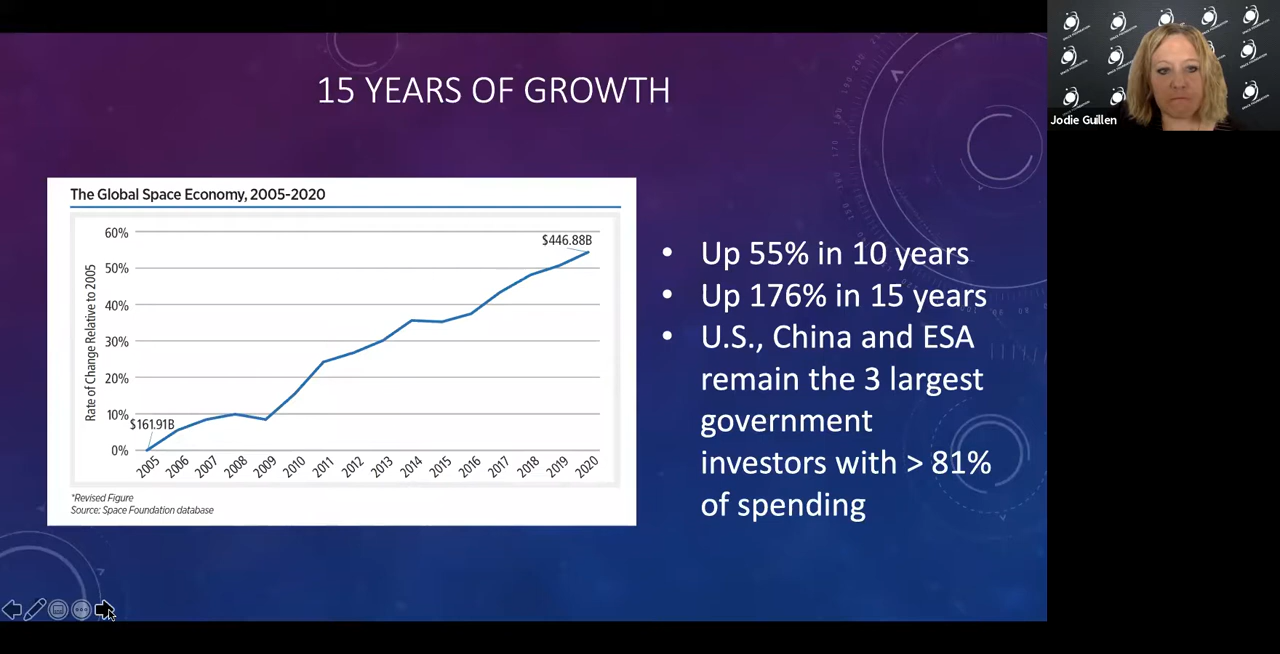 15 YEARS OF GROWTH
Jodie Guillen
The Global Space Economy, 2005-2020
Rate of Change Relative to 2005
60%
50%
40%
30%
20%
10%
0%
$161.91B
$446.88B
2005
2006
2007
2008
2009
2010
2011
2012
2013
2014
2015
2016
2017
2018
2019
2020
*Revised Figure
Source: Space Foundation database
• Up 55% in 10 years
• Up 176% in 15 years
• U.S., China and ESA
remain the 3 largest
government
investors with > 81%
of spending
SPACE FOUNDATION